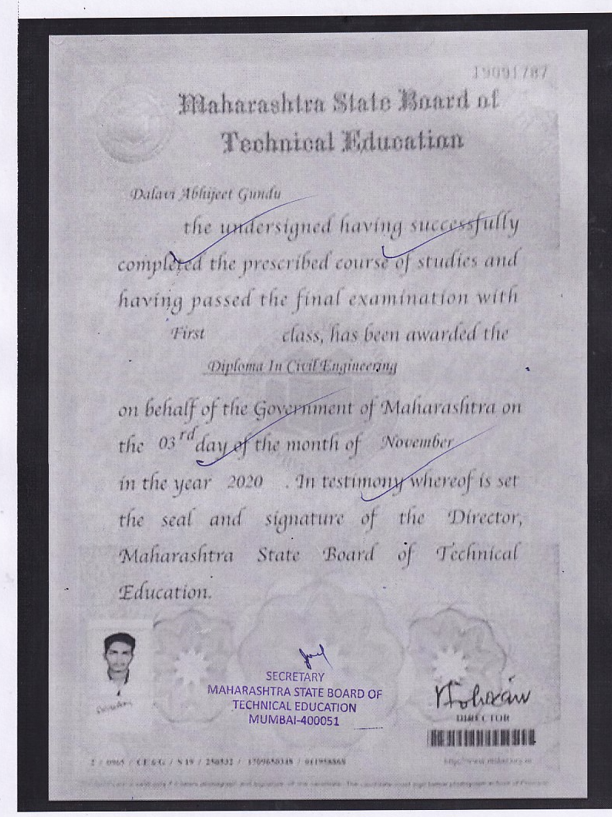 19091787
Maharashtra State Board of
Technical Education
Dalavi Abhijeet Gundu
the undersigned having successfully
completed the prescribed course of studies and
having passed the final examination with
First class, has been awarded the
Diploma In Civil Engineering
on behalf of the Government of Maharashtra on
the 03rd day of the month of November
in the year 2020 . In testimony whereof is set
the seal and signature of the Director,
Maharashtra State Board of Technical
Education.
SECRETARY
MAHARASHTRA STATE BOARD OF
TECHNICAL EDUCATION
MUMBAI-400051
DIRECTOR